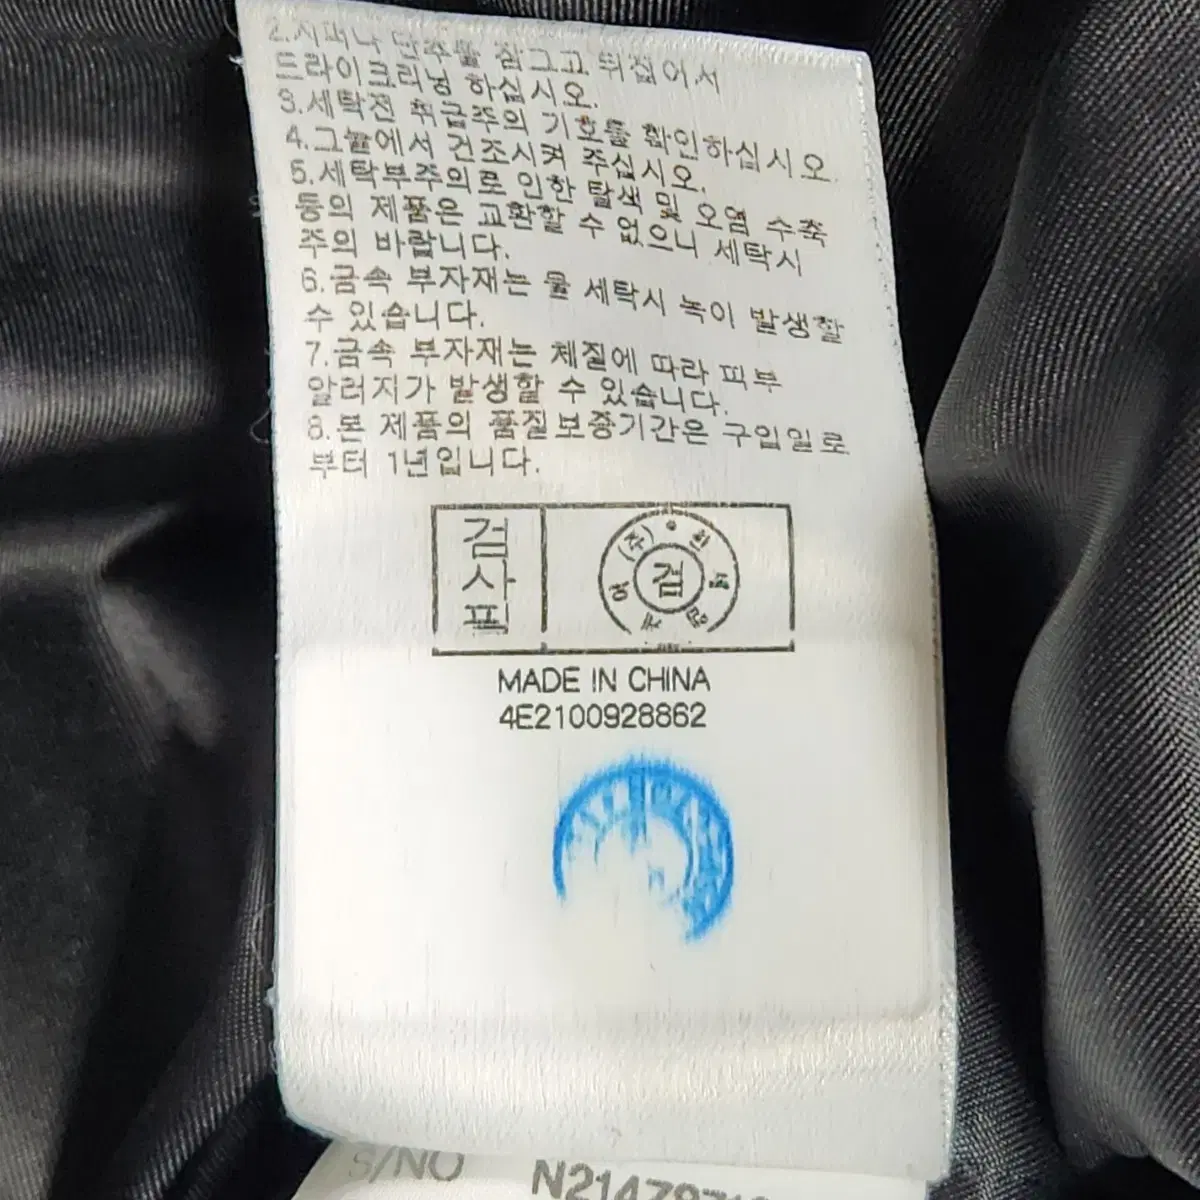 2.지퍼나 단추를 잠그고 뒤집어서
드라이크리닝 하십시오.
3.세탁전 취급주의 기호를 확인하십시오.
4.그늘에서 건조시켜 주십시오.
5.세탁부주의로 인한 탈색 및 오염 수축
등의 제품은 교환할 수 없으니 세탁시
주의 바랍니다.
6.금속 부자재는 물 세탁시 녹이 발생할
수 있습니다.
7.금속 부자재는 체질에 따라 피부
알러지가 발생할 수 있습니다.
8.본 제품의 품질보증기간은 구입일로
부터 1년입니다.
검
사
필
(주)
검
MADE IN CHINA
4E2100928862
S/NO